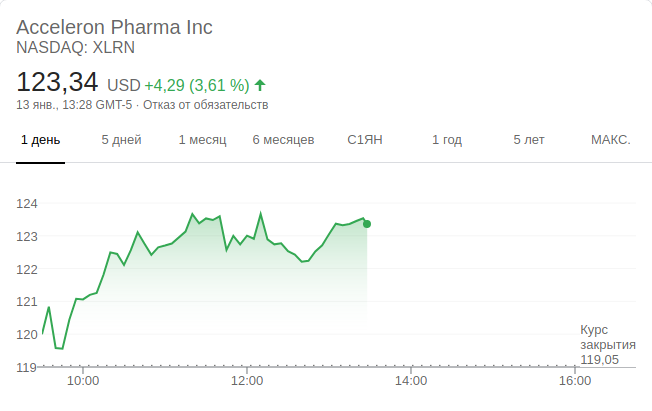 Acceleron Pharma Inc
NASDAQ: XLRN
123,34 USD +4,29 (3,61 %)
13 янв., 13:28 GMT-5 · Отказ от обязательств
1 день 5 дней 1 месяц 6 месяцев С1ЯН 1 год 5 лет МАКС.
124
123
122
121
120
119
Курс
закрытия
119,05
10:00 12:00 14:00 16:00